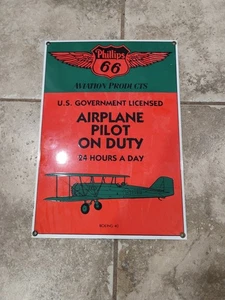 Phillips
66
AVIATION PRODUCTS
U.S. GOVERNMENT LICENSED
AIRPLANE
PILOT
ON DUTY
24 HOURS A DAY